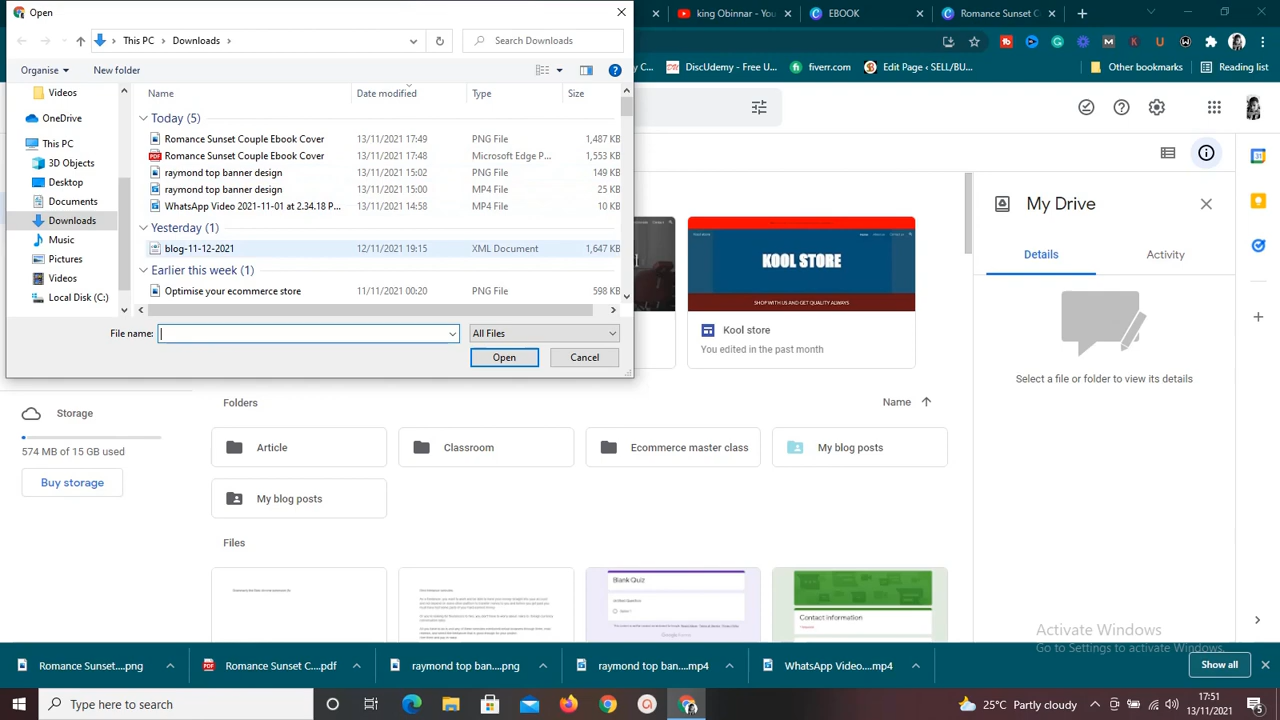 Open
king Obinnar - You
EBOOK
Romance Sunset C
This PC
Downloads
Search Downloads
DiscUdemy - Free U...
fiverr.com
Edit Page ‹ SELL/BU...
Other bookmarks
Reading list
Organise
New folder
Name
Date modified
Type
Size
Videos
OneDrive
This PC
3D Objects
Desktop
Documents
Downloads
Music
Pictures
Videos
Local Disk (C:)
Today (5)
Romance Sunset Couple Ebook Cover 13/11/2021 17:49 PNG File 1,487 KB
Romance Sunset Couple Ebook Cover 13/11/2021 17:48 Microsoft Edge P... 1,553 KB
raymond top banner design 13/11/2021 15:02 PNG File 149 KB
raymond top banner design 13/11/2021 15:00 MP4 File 25 KB
WhatsApp Video 2021-11-01 at 2.34.18 P... 13/11/2021 14:58 MP4 File 10 KB
Yesterday (1)
blog-11-12-2021 12/11/2021 19:15 XML Document 1,647 KB
Earlier this week (1)
Optimise your ecommerce store 11/11/2021 00:20 PNG File 598 KB
File name:
All Files
Open
Cancel
KOOL STORE
SHOP WITH US AND GET QUALITY ALWAYS
Kool store
You edited in the past month
My Drive
Details
Activity
Select a file or folder to view its details
Storage
574 MB of 15 GB used
Buy storage
Folders
Name
Article
Classroom
Ecommerce master class
My blog posts
My blog posts
Files
Blank Quiz
Contact information
Activate Windows
Go to Settings to activate Windows.
Romance Sunset....png
Romance Sunset C....pdf
raymond top ban....png
raymond top ban....mp4
WhatsApp Video....mp4
Show all
Type here to search
25°C Partly cloudy
17:51
13/11/2021